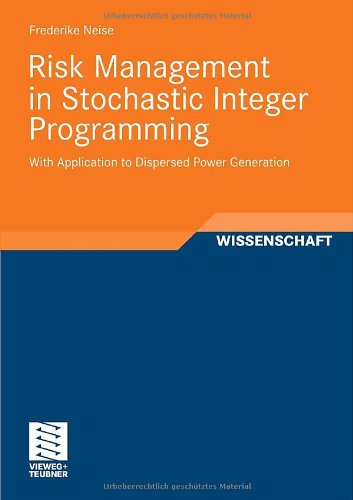 Urheberrechtlich geschütztes Material
Frederike Neise
Risk Management
in Stochastic Integer
Programming
With Application to Dispersed Power Generation
WISSENSCHAFT
VIEWEG+
TEUBNER
Urheberrechtlich geschütztes Material